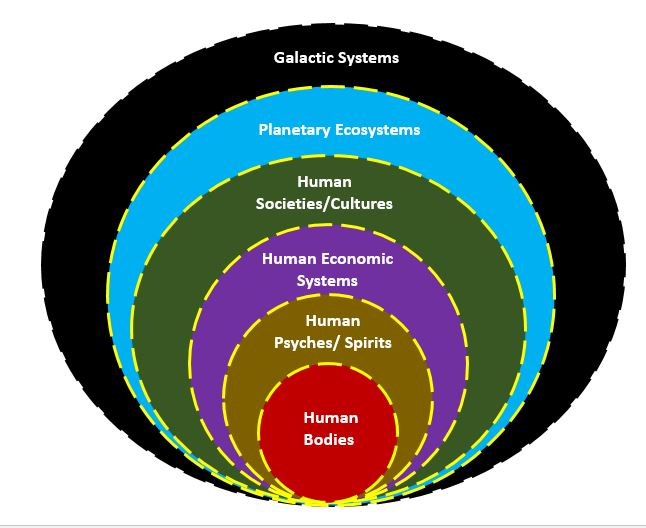 Galactic Systems
Planetary Ecosystems
Human
Societies/Cultures
Human Economic
Systems
Human
Psyches/ Spirits
Human
Bodies